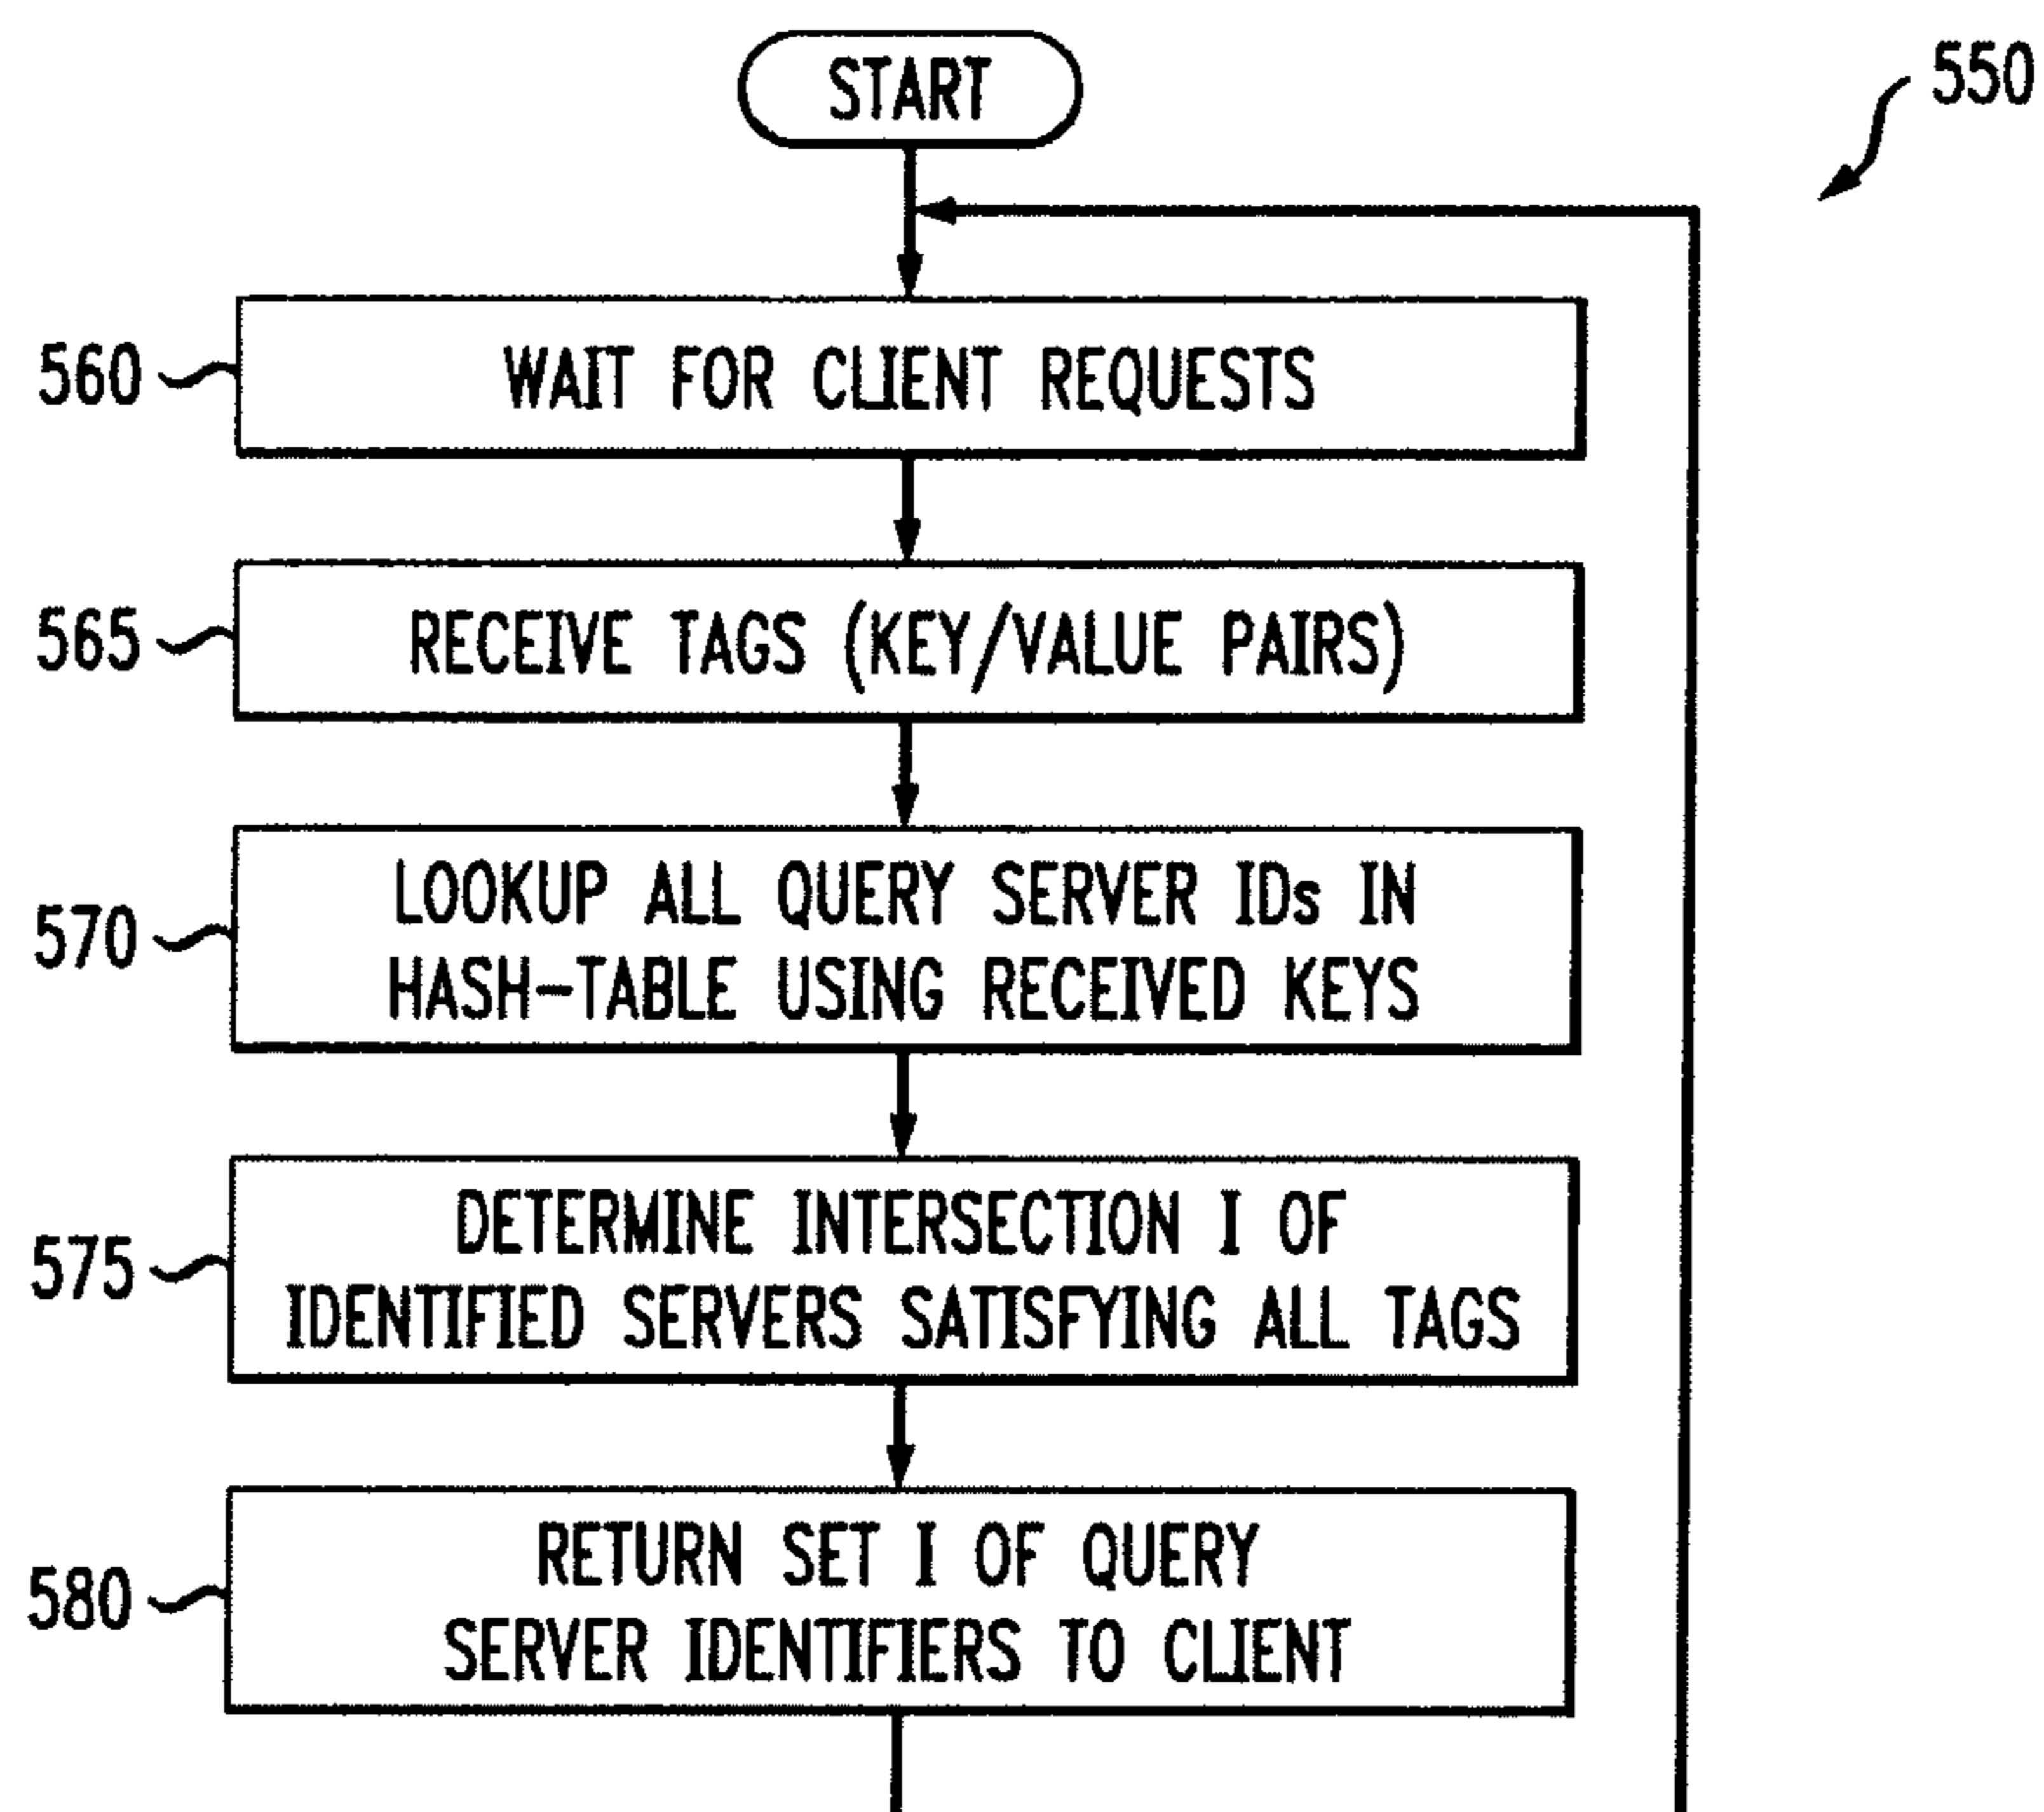 START
550
560
WAIT FOR CLIENT REQUESTS
565
RECEIVE TAGS (KEY/VALUE PAIRS)
570
LOOKUP ALL QUERY SERVER IDs IN
HASH-TABLE USING RECEIVED KEYS
575
DETERMINE INTERSECTION I OF
IDENTIFIED SERVERS SATISFYING ALL TAGS
580
RETURN SET I OF QUERY
SERVER IDENTIFIERS TO CLIENT